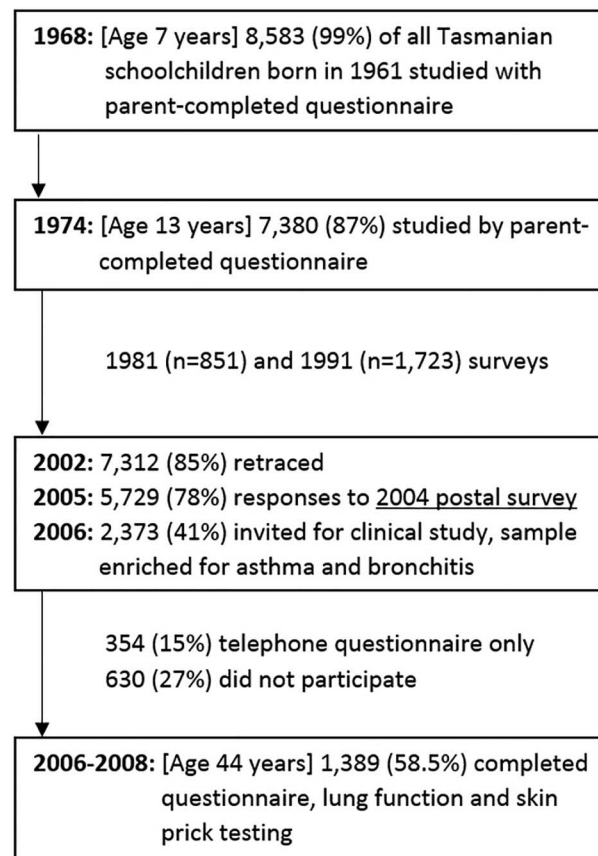 1968: [Age 7 years] 8,583 (99%) of all Tasmanian
schoolchildren born in 1961 studied with
parent-completed questionnaire
1974: [Age 13 years] 7,380 (87%) studied by parent-
completed questionnaire
1981 (n=851) and 1991 (n=1,723) surveys
2002: 7,312 (85%) retraced
2005: 5,729 (78%) responses to 2004 postal survey
2006: 2,373 (41%) invited for clinical study, sample
enriched for asthma and bronchitis
354 (15%) telephone questionnaire only
630 (27%) did not participate
2006-2008: [Age 44 years] 1,389 (58.5%) completed
questionnaire, lung function and skin
prick testing